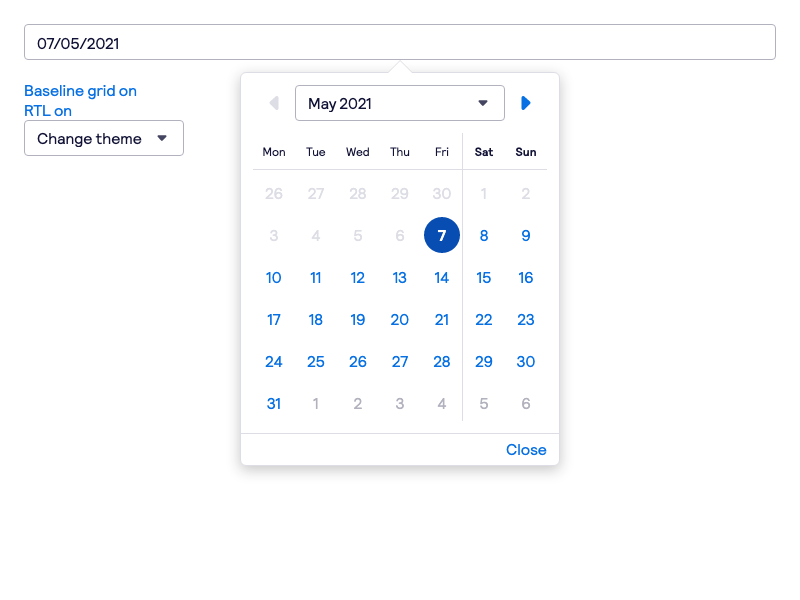 07/05/2021
Baseline grid on
RTL on
Change theme
May 2021
Mon Tue Wed Thu Fri Sat Sun
26 27 28 29 30 1 2
3 4 5 6 7 8 9
10 11 12 13 14 15 16
17 18 19 20 21 22 23
24 25 26 27 28 29 30
31 1 2 3 4 5 6
Close